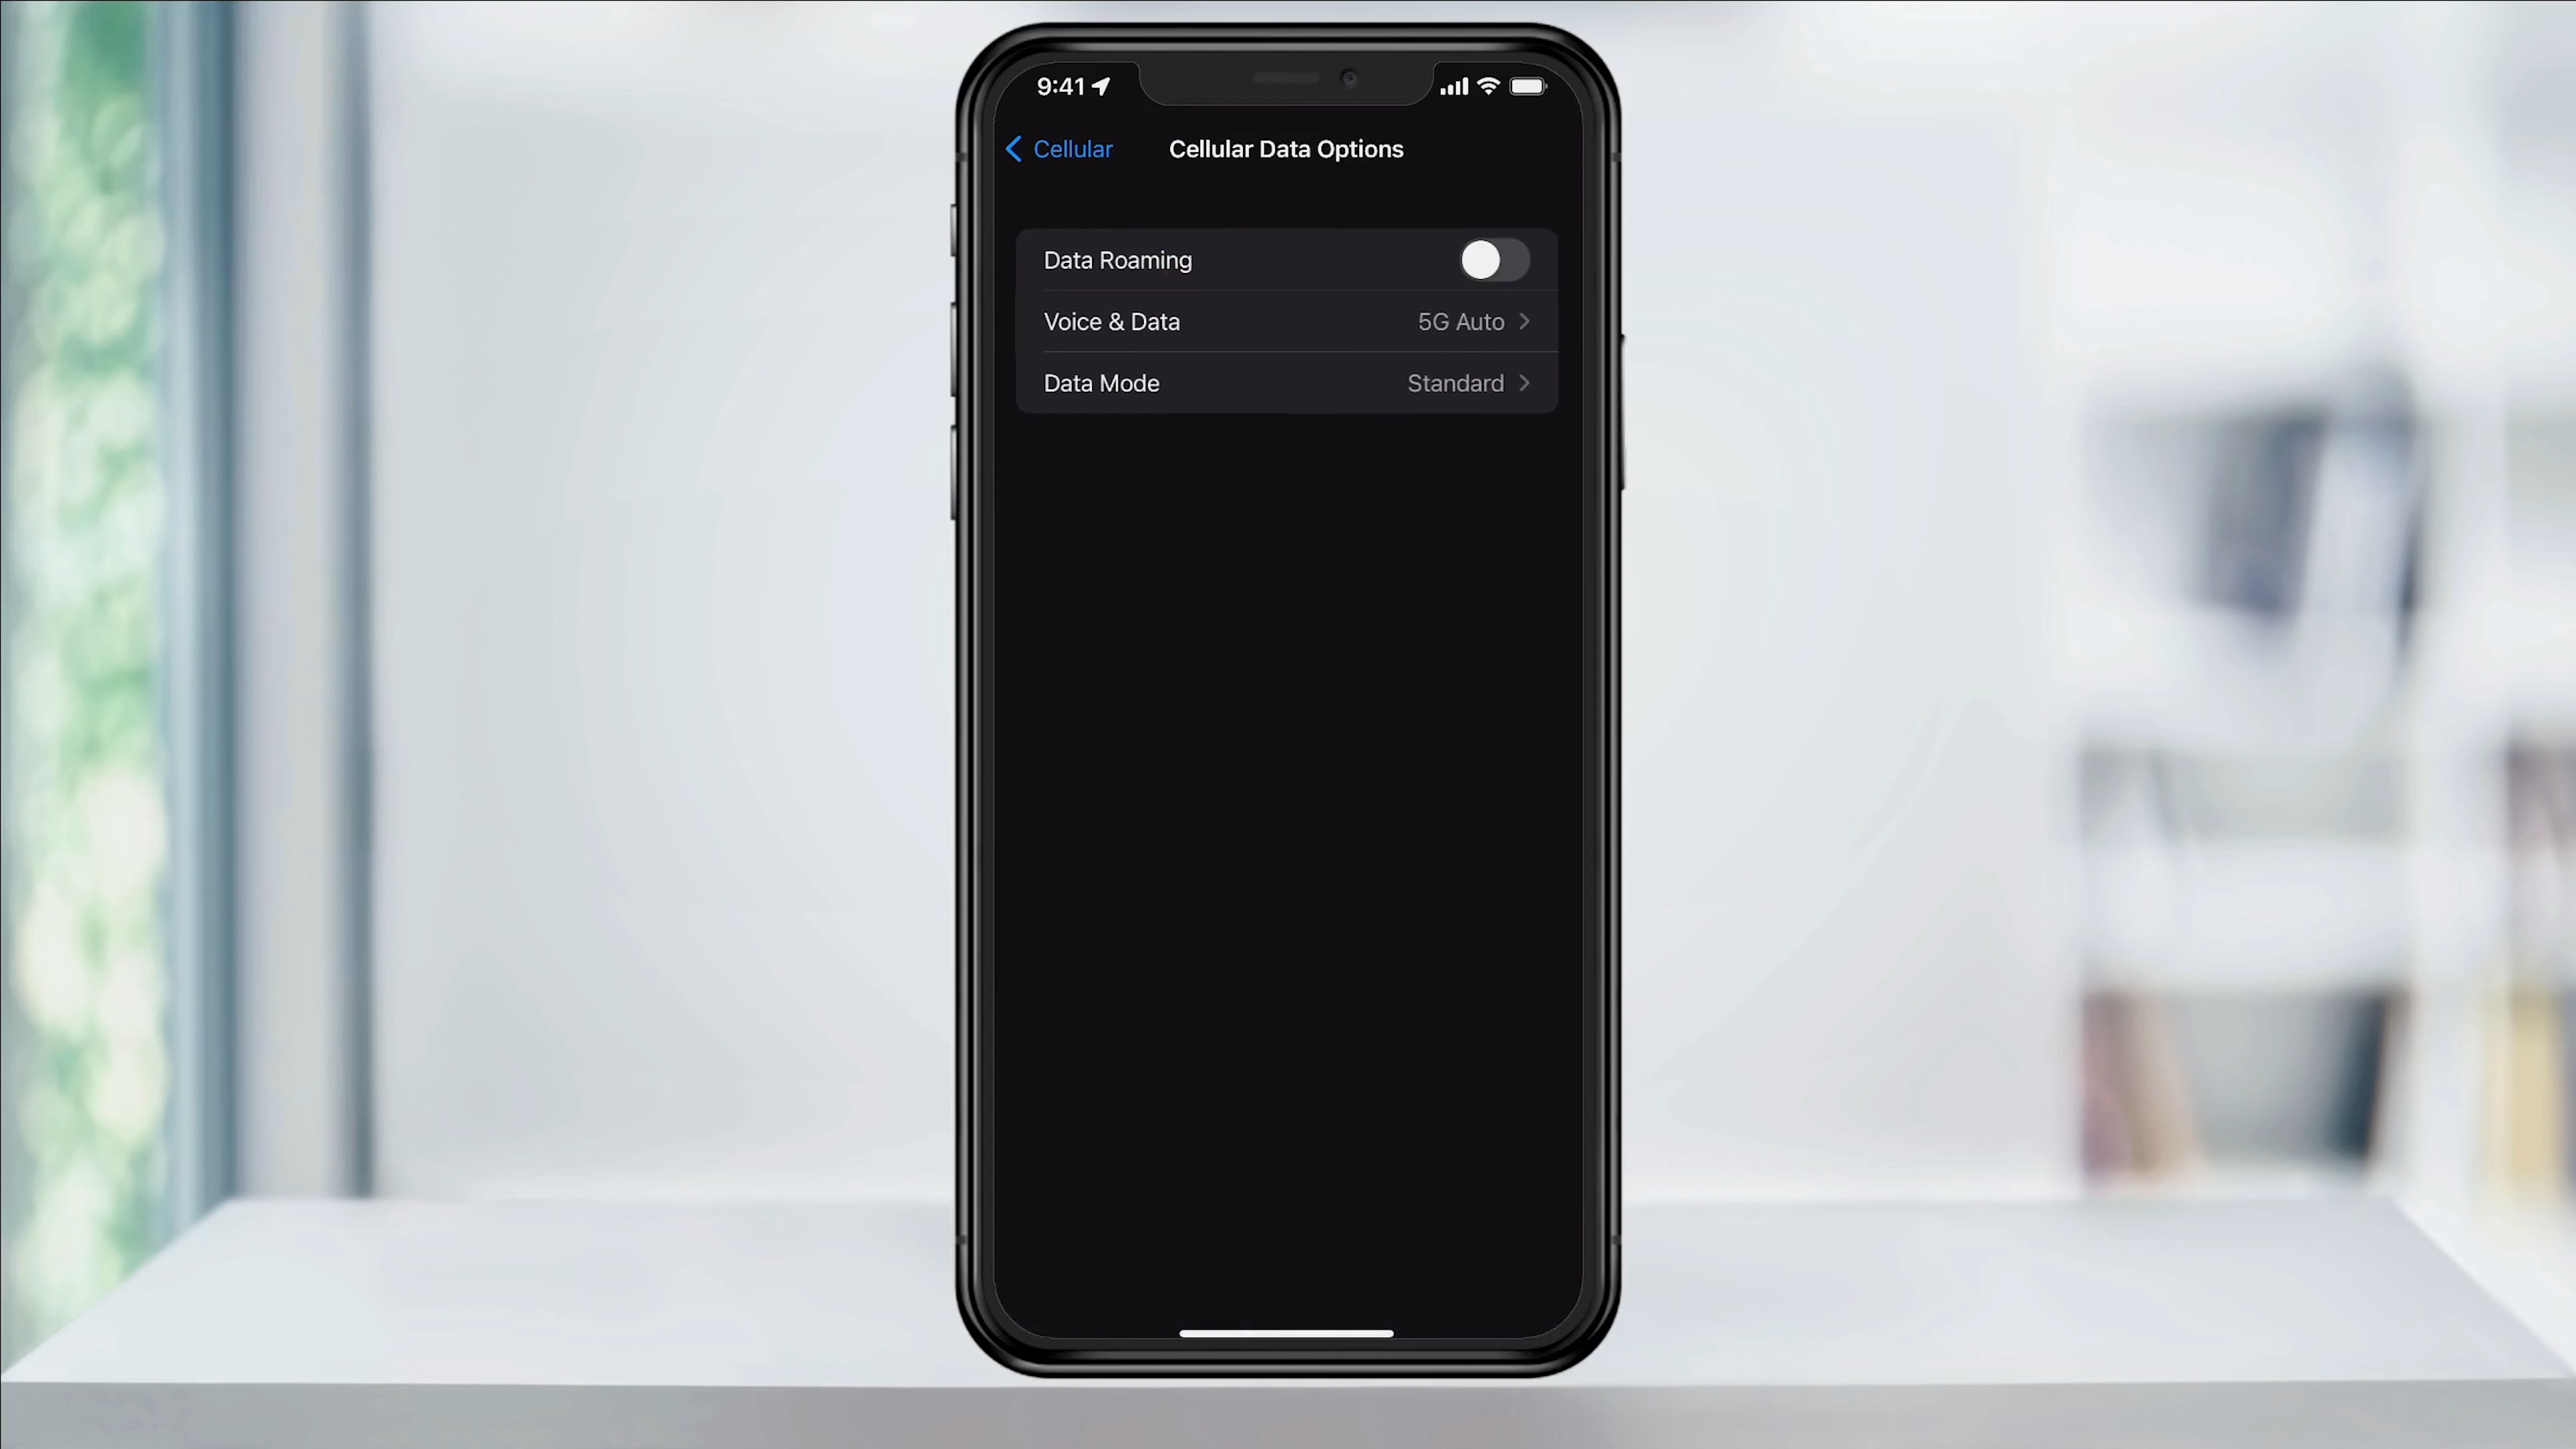 9:41
Cellular
Cellular Data Options
Data Roaming
Voice & Data 5G Auto
Data Mode Standard